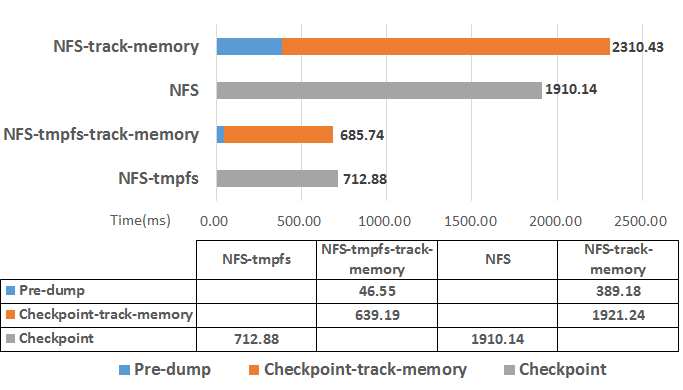 NFS-track-memory 2310.43
NFS 1910.14
NFS-tmpfs-track-memory 685.74
NFS-tmpfs 712.88
Time(ms) 0.00 500.00 1000.00 1500.00 2000.00 2500.00
NFS-tmpfs NFS-tmpfs-track-memory NFS NFS-track-memory
Pre-dump 46.55 389.18
Checkpoint-track-memory 639.19 1921.24
Checkpoint 712.88 1910.14
Pre-dump Checkpoint-track-memory Checkpoint